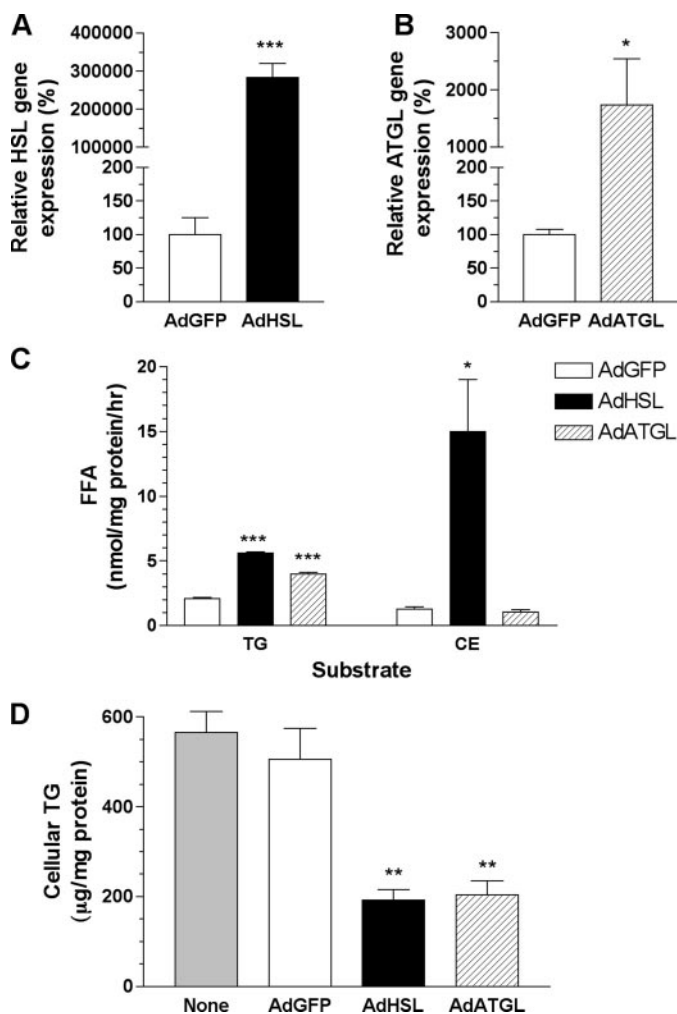 A
Relative HSL gene
expression (%)
400000
300000
200000
100000
200
150
100
50
0
***
AdGFP AdHSL
B
Relative ATGL gene
expression (%)
3000
2000
1000
200
150
100
50
0
*
AdGFP AdATGL
C
FFA
(nmol/mg protein/hr)
20
15
10
5
0
***
***
*
TG CE
Substrate
AdGFP
AdHSL
AdATGL
D
Cellular TG
(μg/mg protein)
600
400
200
0
**
**
None AdGFP AdHSL AdATGL